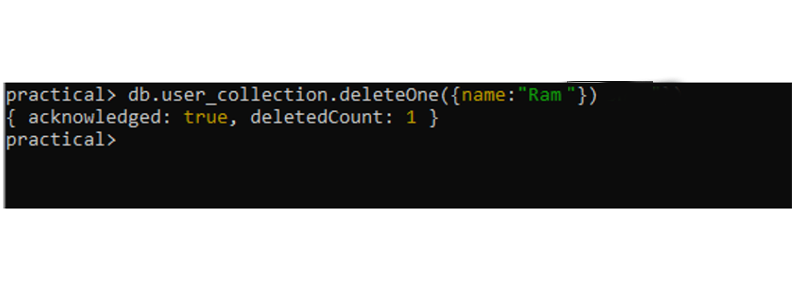 practical> db.user_collection.deleteOne({name:"Ram "})
{ acknowledged: true, deletedCount: 1 }
practical>